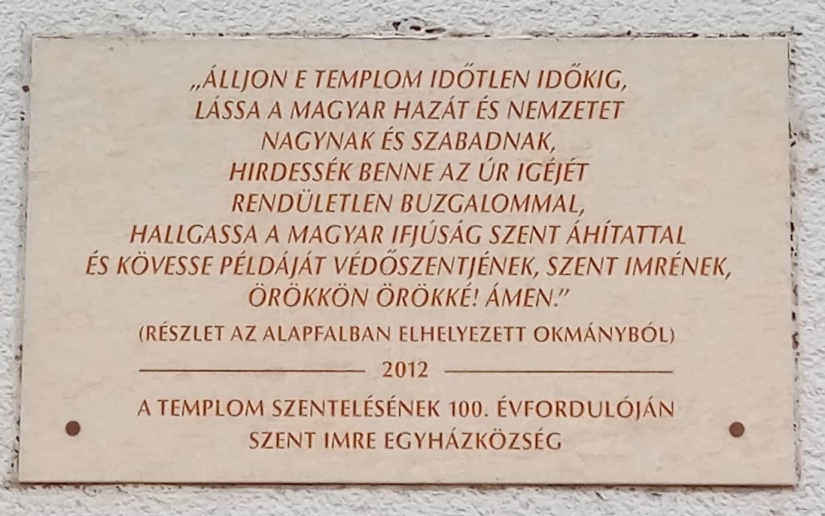 „ÁLLJON E TEMPLOM IDŐTLEN IDŐKIG,
LÁSSA A MAGYAR HAZÁT ÉS NEMZETET
NAGYNAK ÉS SZABADNAK,
HIRDESSÉK BENNE AZ ÚR IGÉJÉT
RENDÜLETLEN BUZGALOMMAL,
HALLGASSA A MAGYAR IFJÚSÁG SZENT ÁHÍTATTAL
ÉS KÖVESSE PÉLDÁJÁT VÉDŐSZENTJÉNEK, SZENT IMRÉNEK,
ÖRÖKKÖN ÖRÖKKÉ! ÁMEN.”
(RÉSZLET AZ ALAPFALBAN ELHELYEZETT OKMÁNYBÓL)
2012
A TEMPLOM SZENTELÉSÉNEK 100. ÉVFORDULÓJÁN
SZENT IMRE EGYHÁZKÖZSÉG